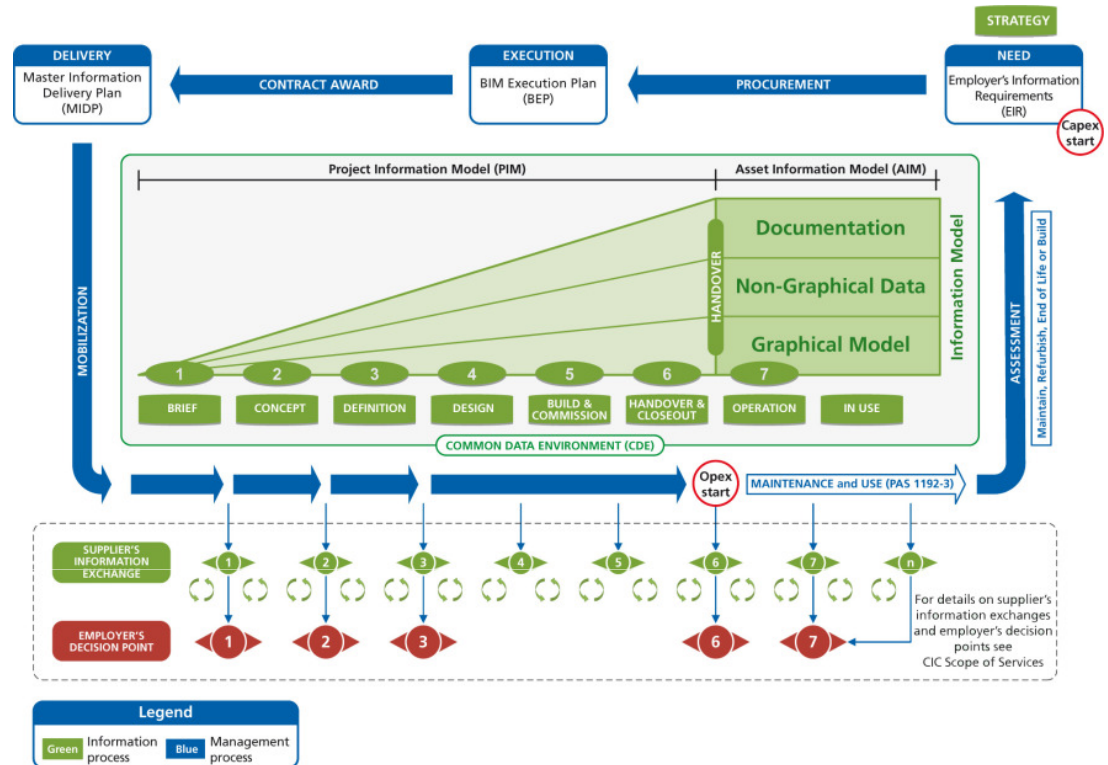 STRATEGY
DELIVERY
Master Information
Delivery Plan
(MIDP)
CONTRACT AWARD
EXECUTION
BIM Execution Plan
(BEP)
PROCUREMENT
NEED
Employer's Information
Requirements
(EIR)
Capex
start
Project Information Model (PIM)
Asset Information Model (AIM)
Documentation
Non-Graphical Data
Graphical Model
HANDOVER
Information Model
MOBILIZATION
ASSESSMENT
Maintain, Refurbish, End of Life or Build
1 2 3 4 5 6 7
BRIEF
CONCEPT
DEFINITION
DESIGN
BUILD &
COMMISSION
HANDOVER &
CLOSEOUT
OPERATION
IN USE
COMMON DATA ENVIRONMENT (CDE)
Opex
start
MAINTENANCE and USE (PAS 1192-3)
SUPPLIER'S
INFORMATION
EXCHANGE
1 2 3 4 5 6 7 n
EMPLOYER'S
DECISION POINT
1 2 3 6 7
For details on supplier's
information exchanges
and employer's decision
points see
CIC Scope of Services
Legend
Green Information
process
Blue Management
process